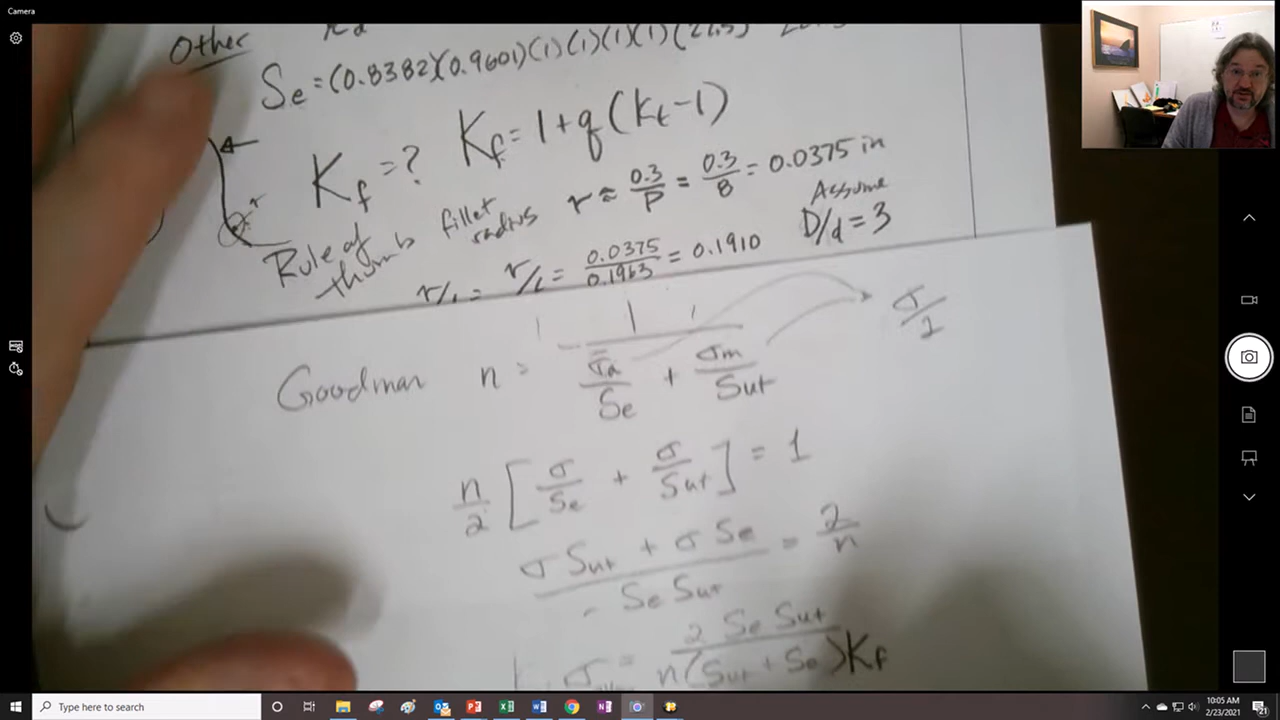 Camera
Other
Se = (0.8382)(0.9601)(1)(1)(1)(1)(27.5)
Kf = ? Kf = 1 + q (Kt - 1)
Rule of thumb fillet radius r ≈ 0.3/P = 0.3/8 = 0.0375 in
r/t = 0.0375/0.1963 = 0.1910 Assume D/d = 3
Goodman n = 1/(σa/Se + σm/Sut) σ/2
n/2 [σ/Se + σ/Sut] = 1
(σ Sut + σ Se)/(Se Sut) = 2/n
σ = 2 Se Sut/(n(Sut + Se)Kf)
Type here to search
10:05 AM
2/23/2021
21